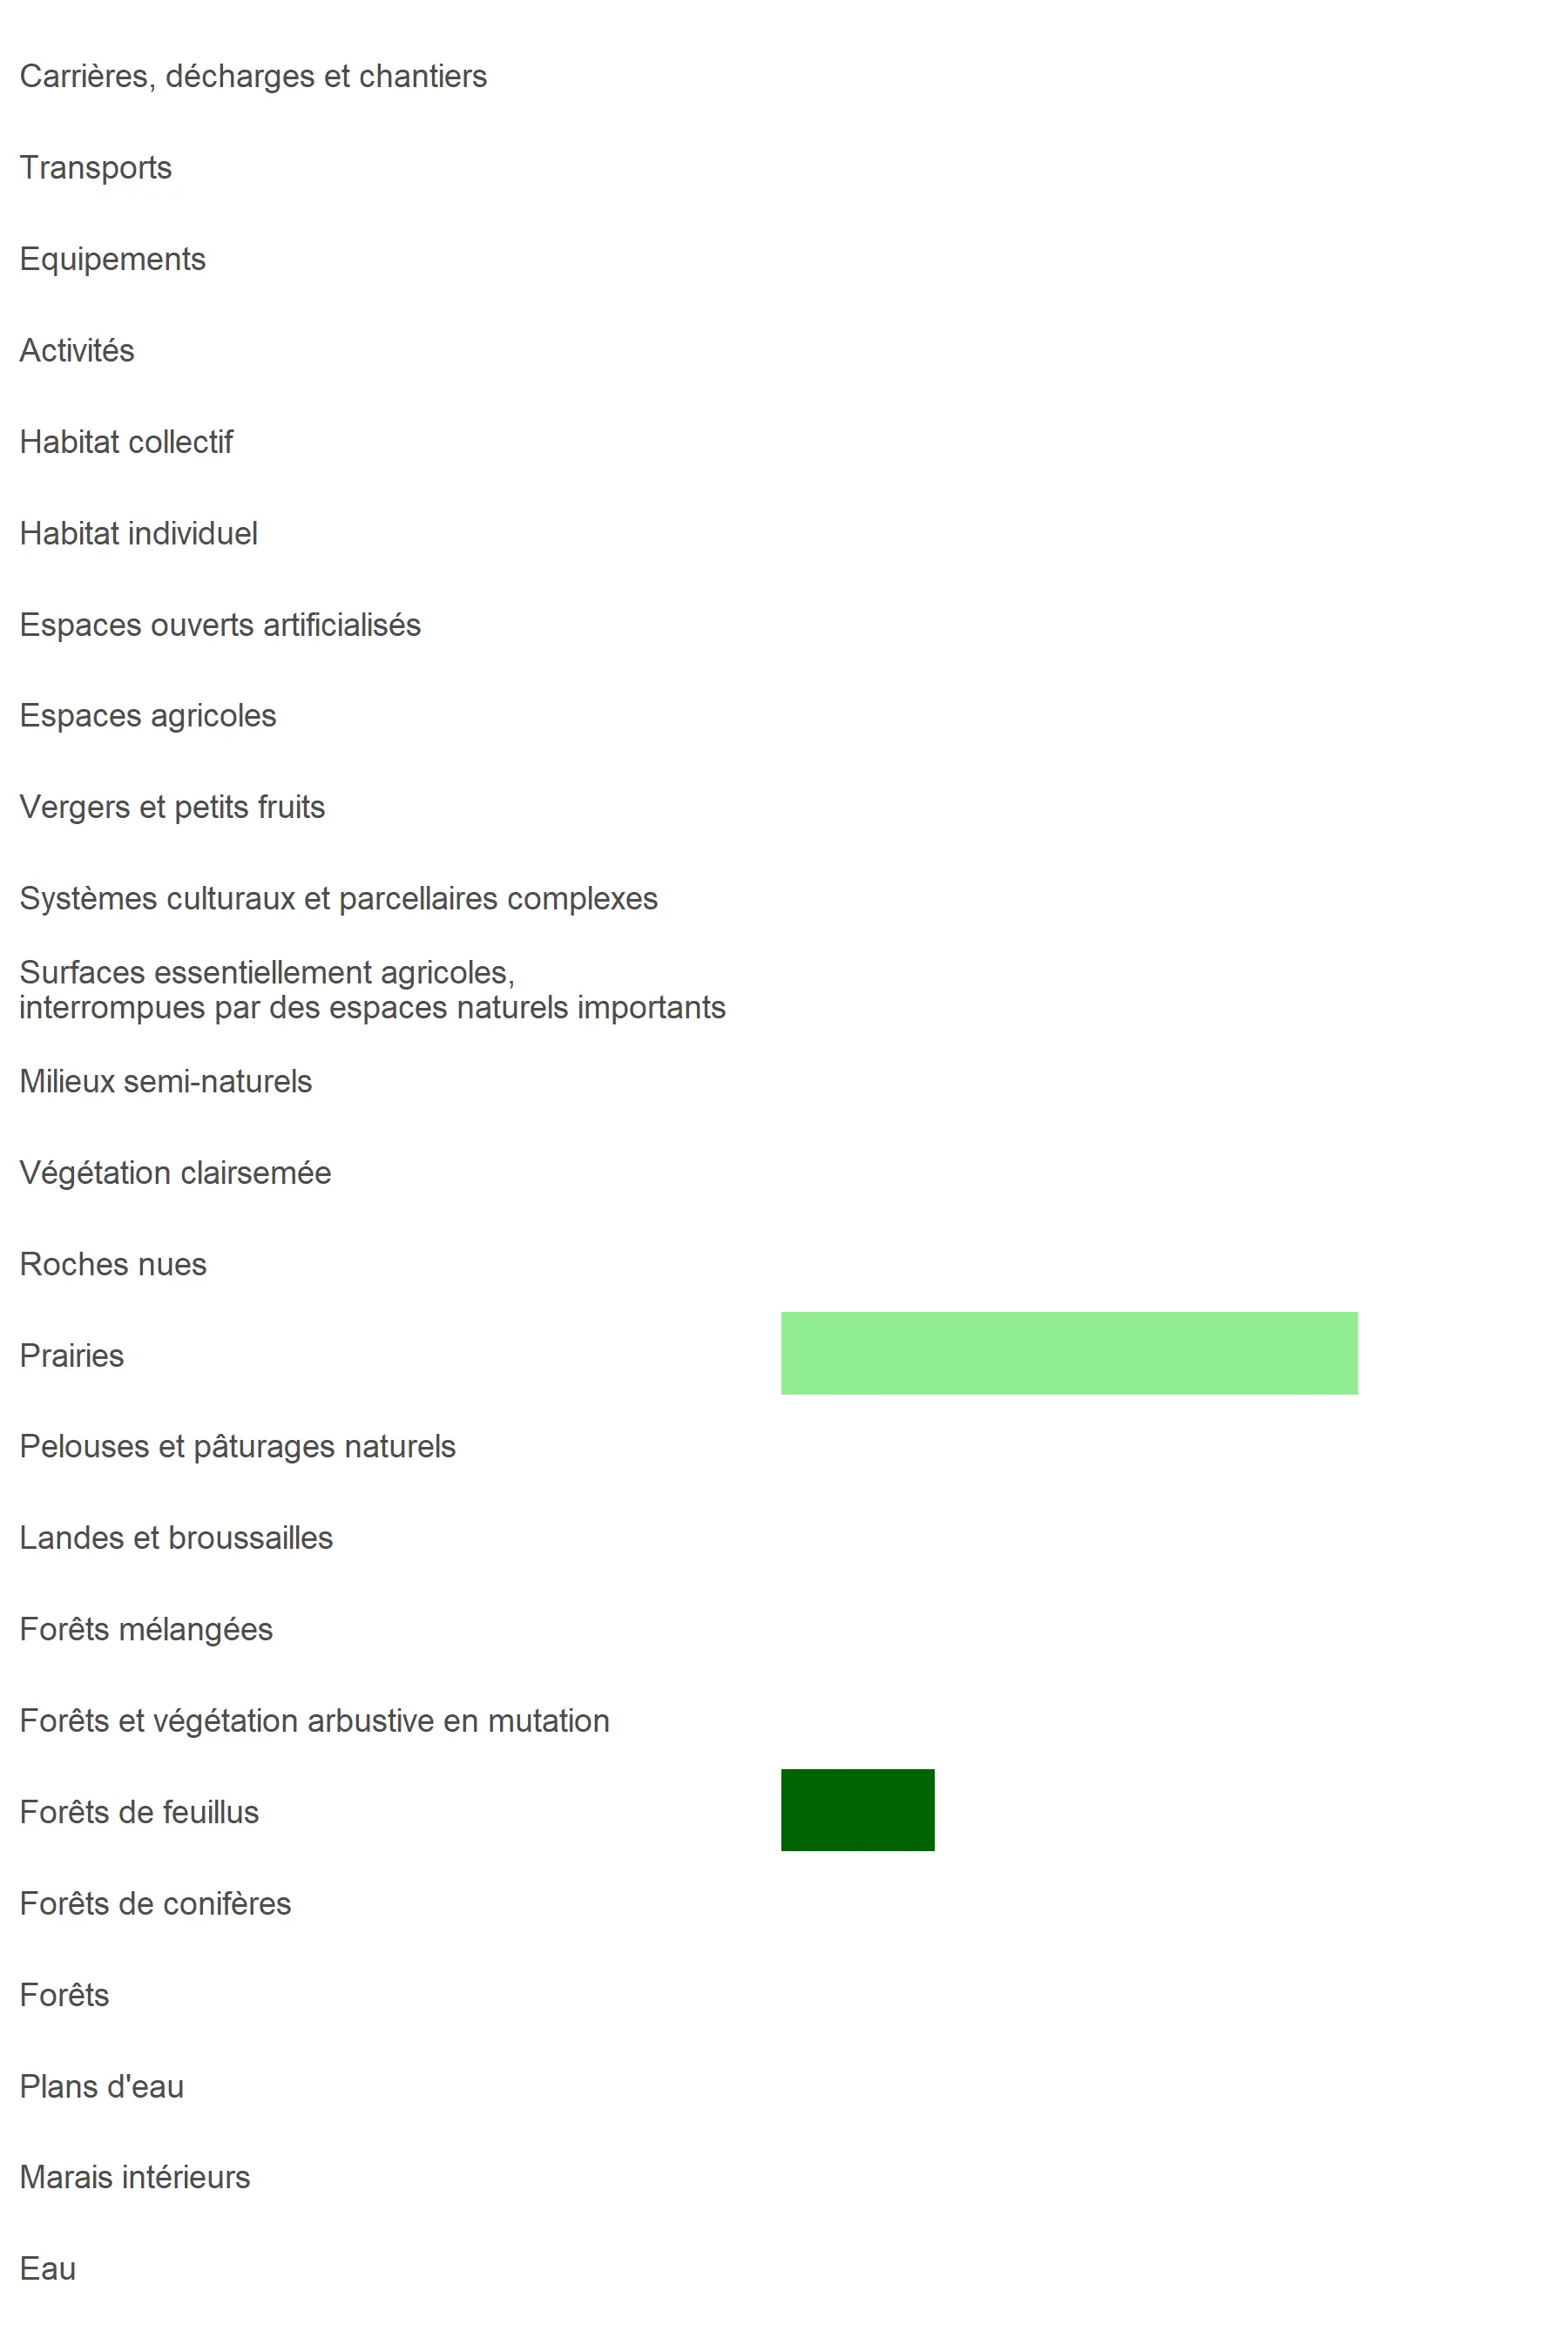 Carrières, décharges et chantiers
Transports
Equipements
Activités
Habitat collectif
Habitat individuel
Espaces ouverts artificialisés
Espaces agricoles
Vergers et petits fruits
Systèmes culturaux et parcellaires complexes
Surfaces essentiellement agricoles,
interrompues par des espaces naturels importants
Milieux semi-naturels
Végétation clairsemée
Roches nues
Prairies
Pelouses et pâturages naturels
Landes et broussailles
Forêts mélangées
Forêts et végétation arbustive en mutation
Forêts de feuillus
Forêts de conifères
Forêts
Plans d'eau
Marais intérieurs
Eau